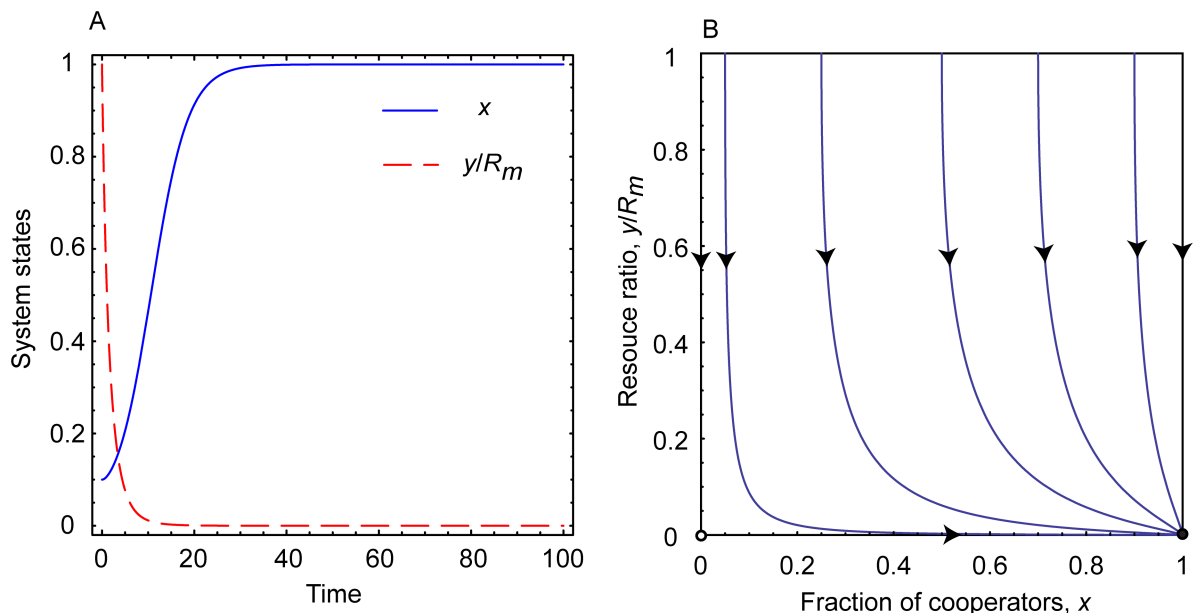 A
System states
1
0.8
0.6
0.4
0.2
0
x
y/Rm
0 20 40 60 80 100
Time
B
Resouce ratio, y/Rm
1
0.8
0.6
0.4
0.2
0
0 0.2 0.4 0.6 0.8 1
Fraction of cooperators, x